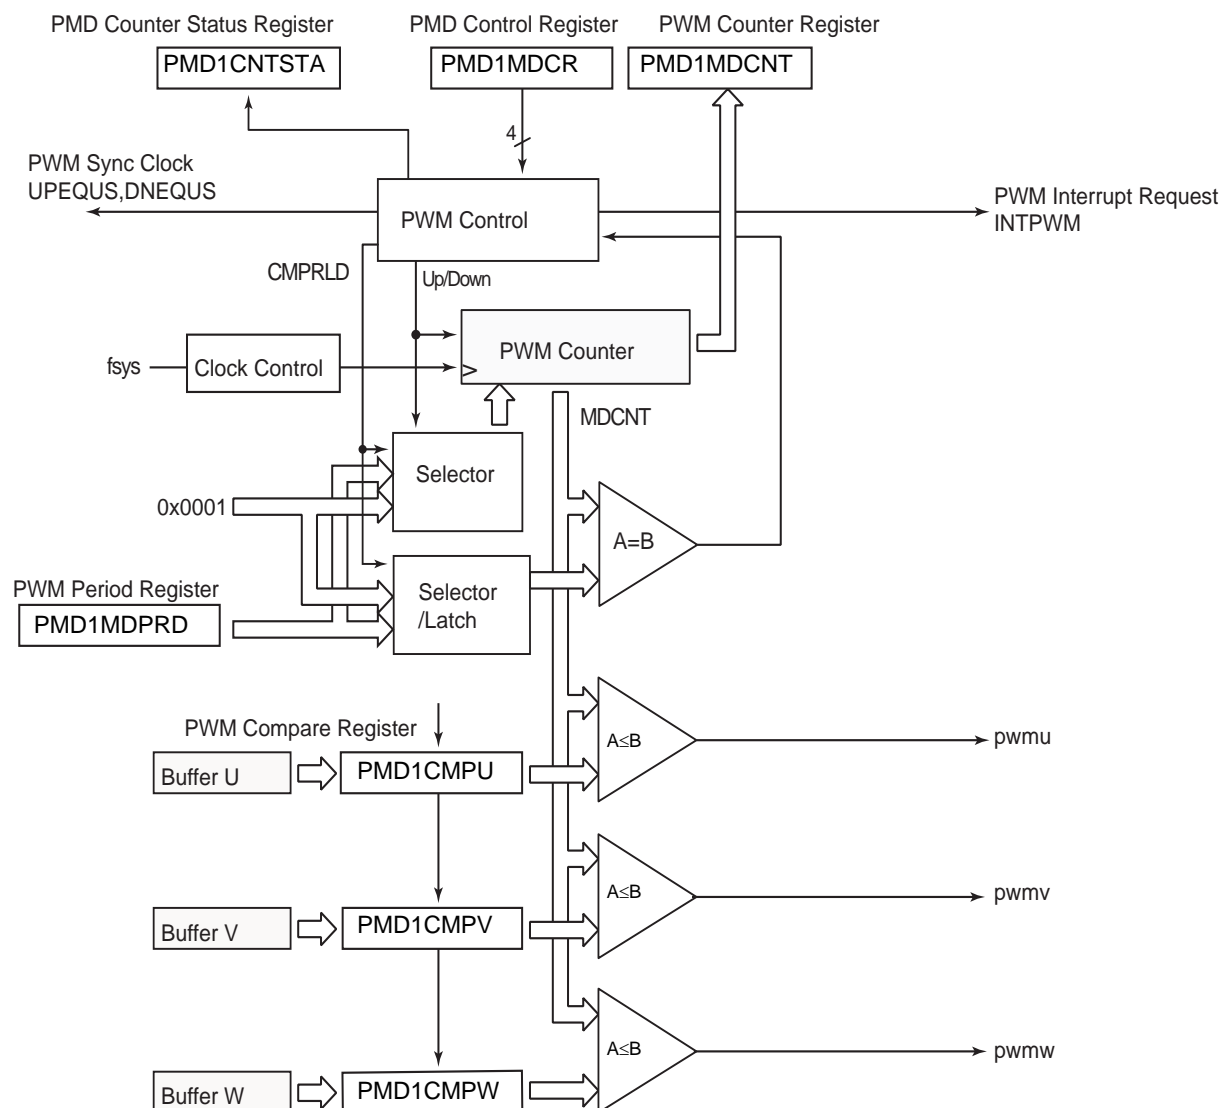 PMD Counter Status Register
PMD Control Register
PWM Counter Register
PMD1CNTSTA
PMD1MDCR
PMD1MDCNT
4
PWM Sync Clock
UPEQUS,DNEQUS
PWM Control
PWM Interrupt Request
INTPWM
CMPRLD
Up/Down
fsys
Clock Control
PWM Counter
MDCNT
Selector
0x0001
A=B
PWM Period Register
PMD1MDPRD
Selector
/Latch
PWM Compare Register
Buffer U
PMD1CMPU
A≤B
pwmu
Buffer V
PMD1CMPV
A≤B
pwmv
Buffer W
PMD1CMPW
A≤B
pwmw